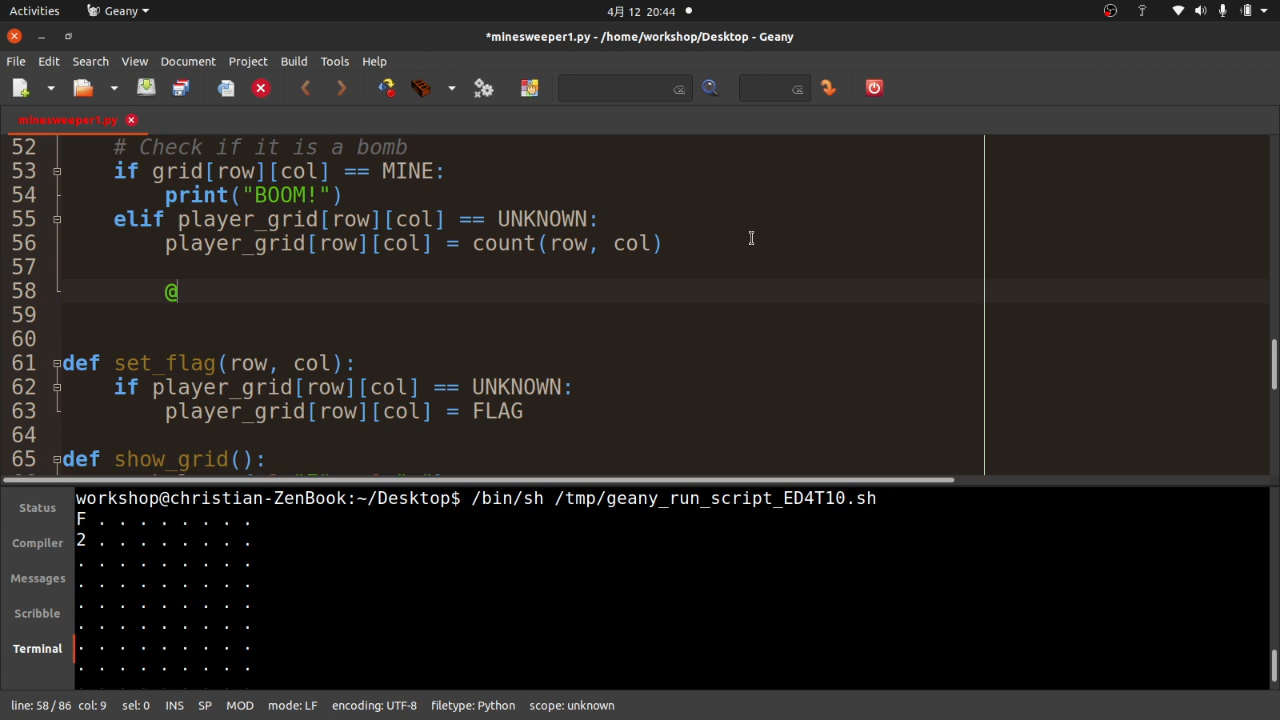 Activities Geany 4月 12 20:44
*minesweeper1.py - /home/workshop/Desktop - Geany
File Edit Search View Document Project Build Tools Help
minesweeper1.py
52 # Check if it is a bomb
53 if grid[row][col] == MINE:
54 print("BOOM!")
55 elif player_grid[row][col] == UNKNOWN:
56 player_grid[row][col] = count(row, col)
57
58 @
59
60
61 def set_flag(row, col):
62 if player_grid[row][col] == UNKNOWN:
63 player_grid[row][col] = FLAG
64
65 def show_grid():
Status
Compiler
Messages
Scribble
Terminal
workshop@christian-ZenBook:~/Desktop$ /bin/sh /tmp/geany_run_script_ED4T10.sh
F . . . . . . . .
2 . . . . . . . .
. . . . . . . . .
. . . . . . . . .
. . . . . . . . .
. . . . . . . . .
. . . . . . . . .
. . . . . . . . .
line: 58 / 86 col: 9 sel: 0 INS SP MOD mode: LF encoding: UTF-8 filetype: Python scope: unknown